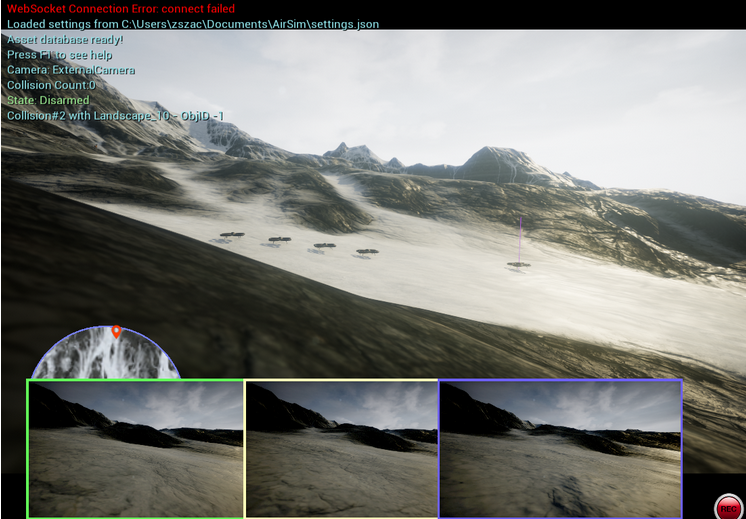 WebSocket Connection Error: connect failed
Loaded settings from C:\Users\zszac\Documents\AirSim\settings.json
Asset database ready!
Press F1 to see help
Camera: ExternalCamera
Collision Count:0
State: Disarmed
Collision#2 with Landscape_10 - ObjID -1
REC